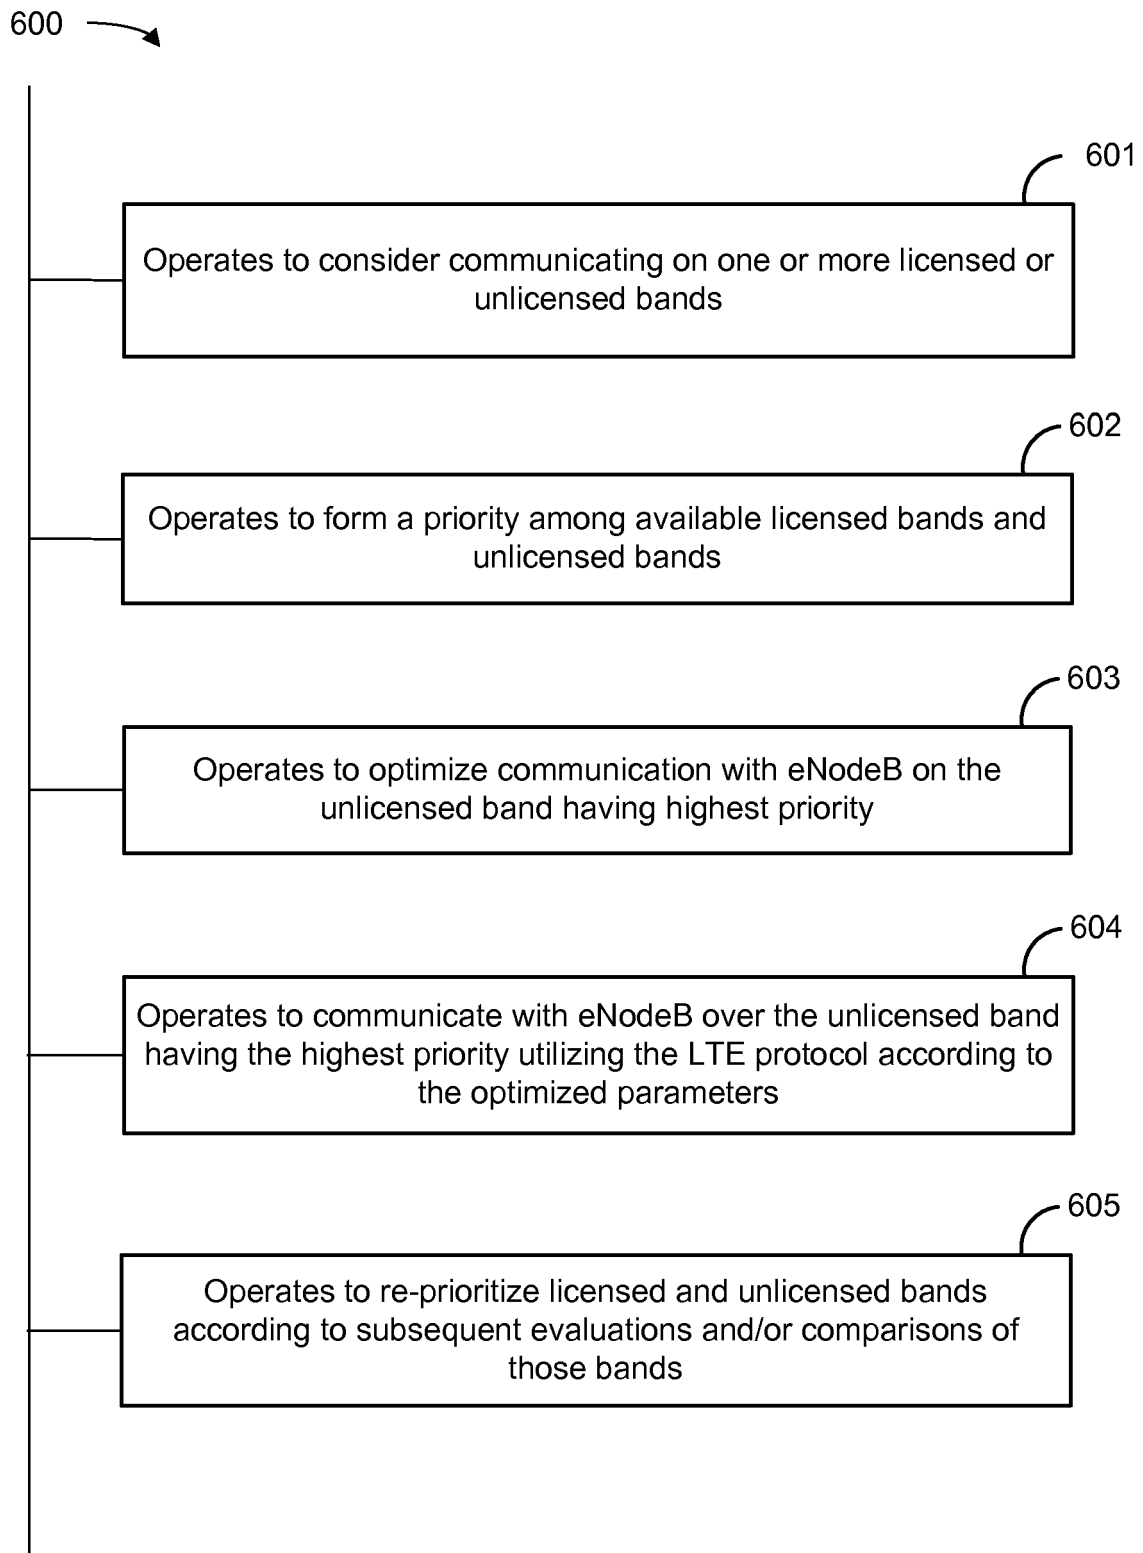 600
601
Operates to consider communicating on one or more licensed or
unlicensed bands
602
Operates to form a priority among available licensed bands and
unlicensed bands
603
Operates to optimize communication with eNodeB on the
unlicensed band having highest priority
604
Operates to communicate with eNodeB over the unlicensed band
having the highest priority utilizing the LTE protocol according to
the optimized parameters
605
Operates to re-prioritize licensed and unlicensed bands
according to subsequent evaluations and/or comparisons of
those bands